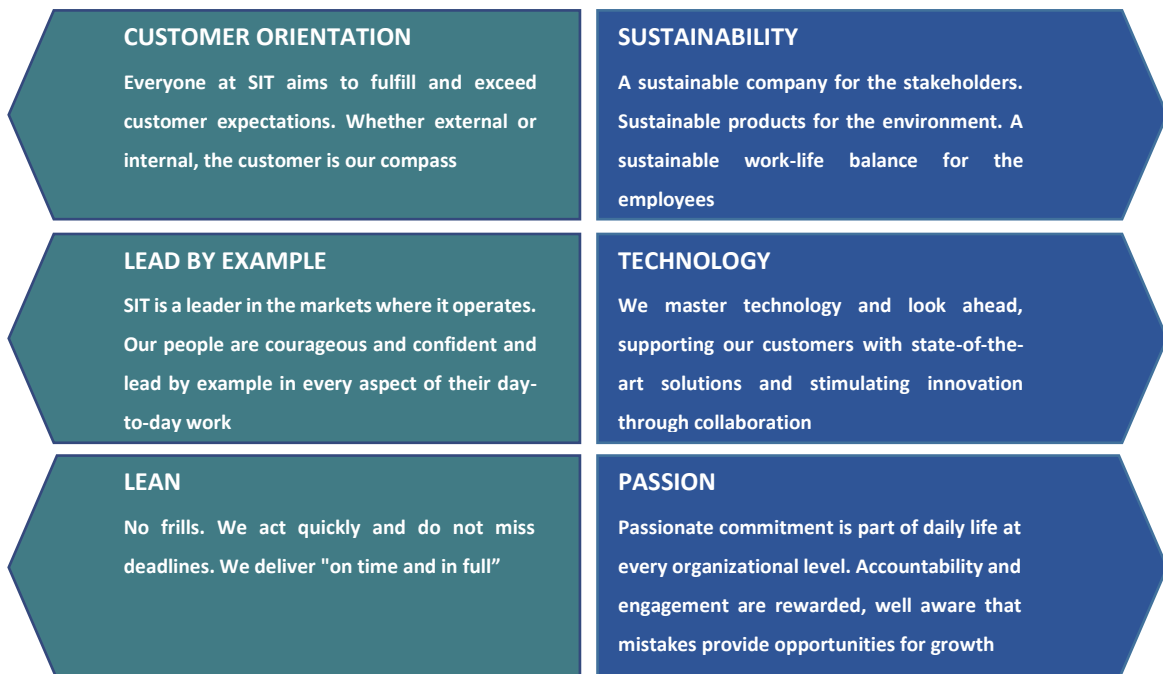 CUSTOMER ORIENTATION
Everyone at SIT aims to fulfill and exceed
customer expectations. Whether external or
internal, the customer is our compass
SUSTAINABILITY
A sustainable company for the stakeholders.
Sustainable products for the environment. A
sustainable work-life balance for the
employees
LEAD BY EXAMPLE
SIT is a leader in the markets where it operates.
Our people are courageous and confident and
lead by example in every aspect of their day-
to-day work
TECHNOLOGY
We master technology and look ahead,
supporting our customers with state-of-the-
art solutions and stimulating innovation
through collaboration
LEAN
No frills. We act quickly and do not miss
deadlines. We deliver "on time and in full”
PASSION
Passionate commitment is part of daily life at
every organizational level. Accountability and
engagement are rewarded, well aware that
mistakes provide opportunities for growth